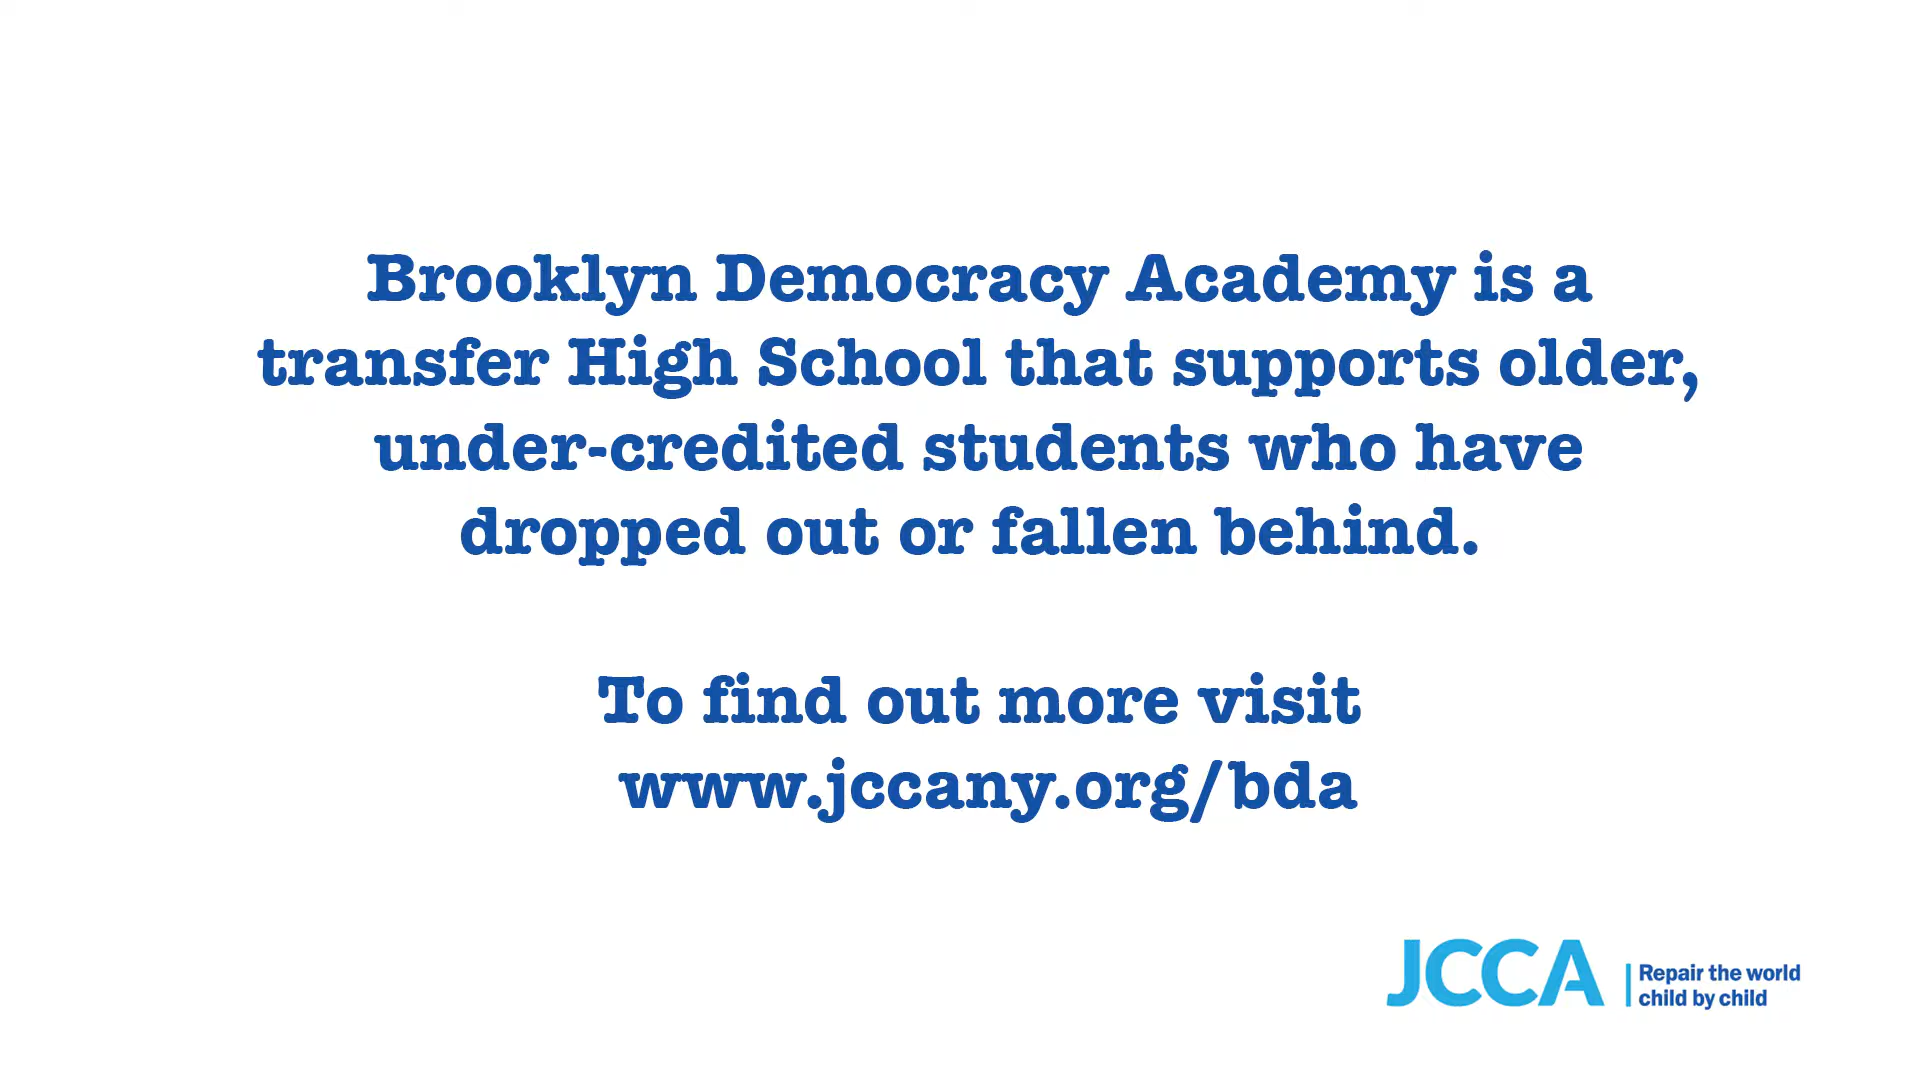 Brooklyn Democracy Academy is a
transfer High School that supports older,
under-credited students who have
dropped out or fallen behind.
To find out more visit
www.jccany.org/bda
JCCA
Repair the world
child by child